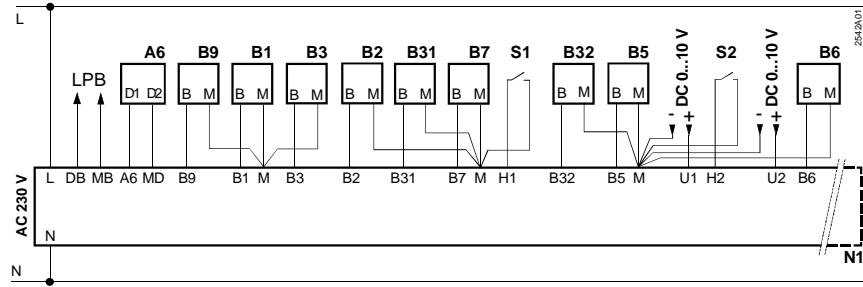 L
2542A01
A6 B9 B1 B3 B2 B31 B7 S1 B32 B5 - DC 0...10 V + S2 - DC 0...10 V + B6
LPB
D1 D2 B M B M B M B M B M B M B M B M B M
AC 230 V
L DB MB A6 MD B9 B1 M B3 B2 B31 B7 M H1 B32 B5 M U1 H2 U2 B6
N
N1
N